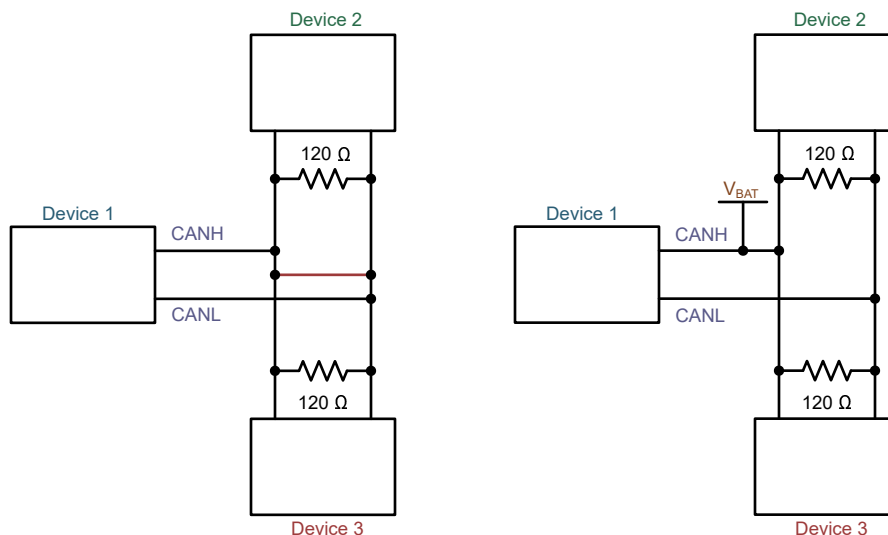 Device 2
120 Ω
Device 1
CANH
CANL
120 Ω
Device 3
Device 2
120 Ω
V_BAT
Device 1
CANH
CANL
120 Ω
Device 3